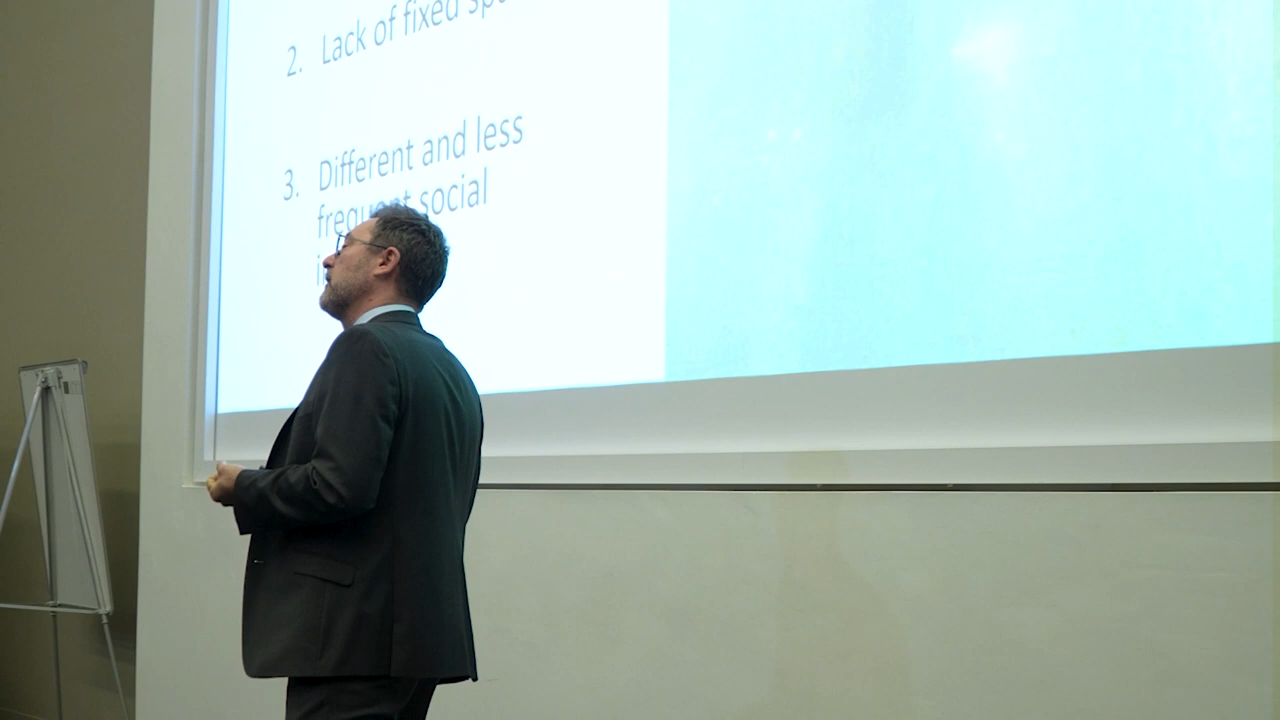 2. Lack of fixed
3. Different and less
frequent social